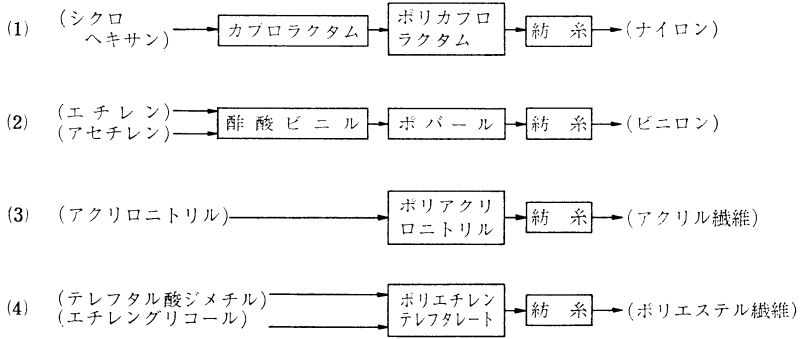 (1) (シクロヘキサン) カプロラクタム ポリカプロラクタム 紡糸 (ナイロン)
(2) (エチレン) (アセチレン) 酢酸ビニル ポバール 紡糸 (ビニロン)
(3) (アクリロニトリル) ポリアクリロニトリル 紡糸 (アクリル繊維)
(4) (テレフタル酸ジメチル) (エチレングリコール) ポリエチレンテレフタレート 紡糸 (ポリエステル繊維)